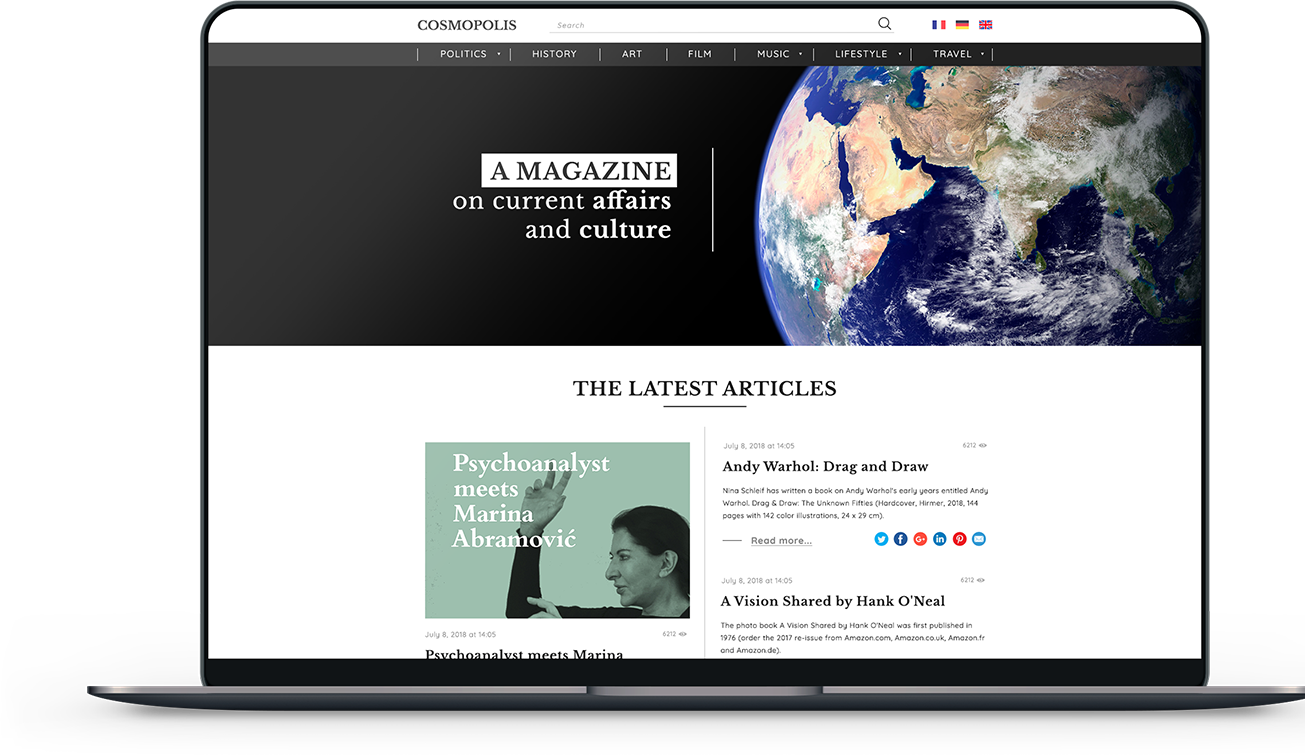 COSMOPOLIS
Search
POLITICS
HISTORY
ART
FILM
MUSIC
LIFESTYLE
TRAVEL
A MAGAZINE
on current affairs
and culture
THE LATEST ARTICLES
Psychoanalyst
meets
Marina
Abramović
July 8, 2018 at 14:05
6212
Psychoanalyst meets Marina
July 8, 2018 at 14:05
6212
Andy Warhol: Drag and Draw
Nina Schleif has written a book on Andy Warhol's early years entitled Andy
Warhol. Drag & Draw: The Unknown Fifties (Hardcover, Hirmer, 2018, 144
pages with 142 color illustrations, 24 x 29 cm).
Read more...
July 8, 2018 at 14:05
6212
A Vision Shared by Hank O'Neal
The photo book A Vision Shared by Hank O'Neal was first published in
1976 (order the 2017 re-issue from Amazon.com, Amazon.co.uk, Amazon.fr
and Amazon.de).